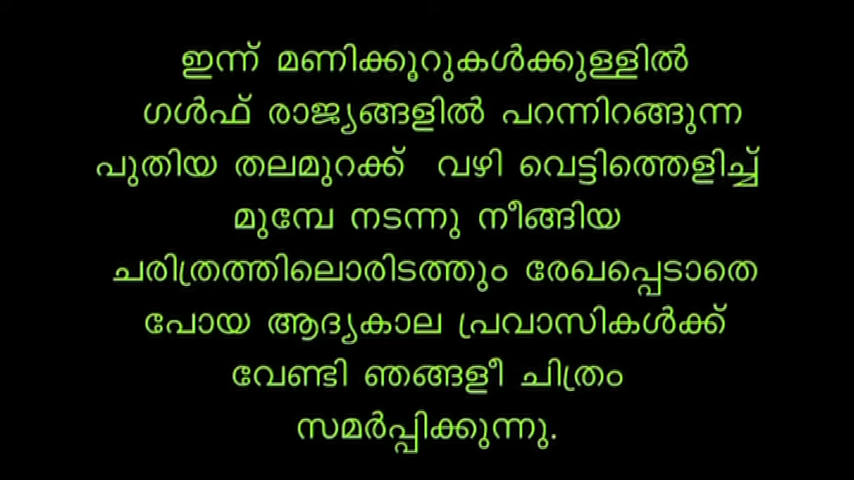 ഇന്ന് മണിക്കൂറുകൾക്കുള്ളിൽ
ഗൾഫ് രാജ്യങ്ങളിൽ പറന്നിറങ്ങുന്ന
പുതിയ തലമുറക്ക് വഴി വെട്ടിത്തെളിച്ച്
മുമ്പേ നടന്നു നീങ്ങിയ
ചരിത്രത്തിലൊരിടത്തും രേഖപ്പെടാതെ
പോയ ആദ്യകാല പ്രവാസികൾക്ക്
വേണ്ടി ഞങ്ങളീ ചിത്രം
സമർപ്പിക്കുന്നു.